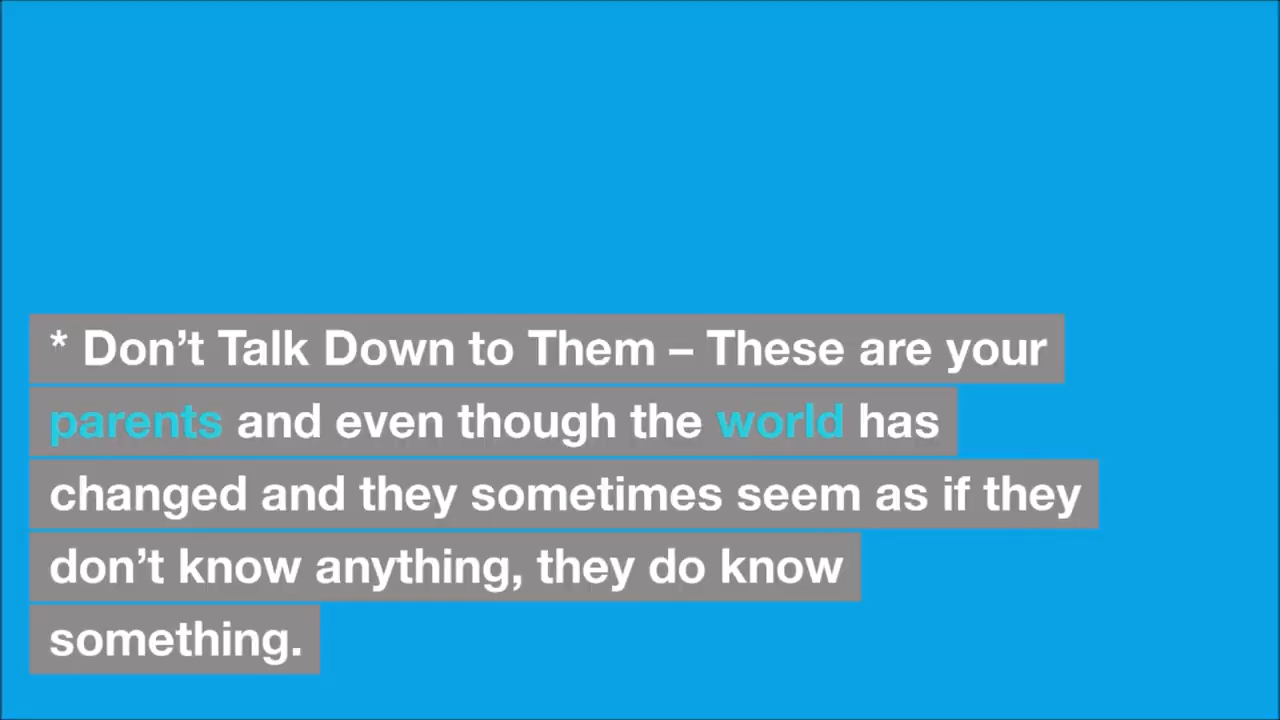 * Don’t Talk Down to Them – These are your
parents and even though the world has
changed and they sometimes seem as if they
don’t know anything, they do know
something.